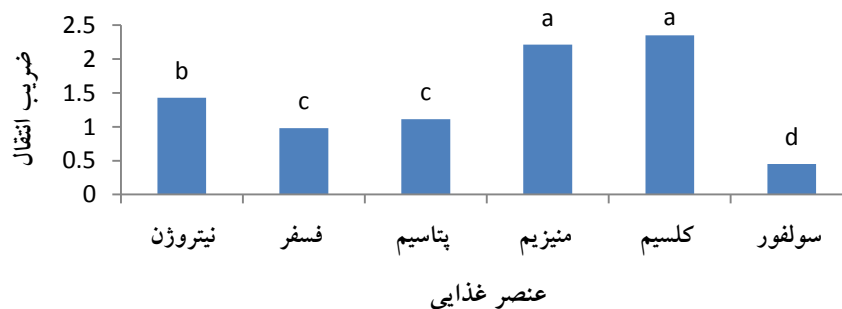 ضریب انتقال
2.5
2
1.5
1
0.5
0
b
c
c
a
a
d
نیتروژن
فسفر
پتاسیم
منیزیم
کلسیم
سولفور
عنصر غذایی